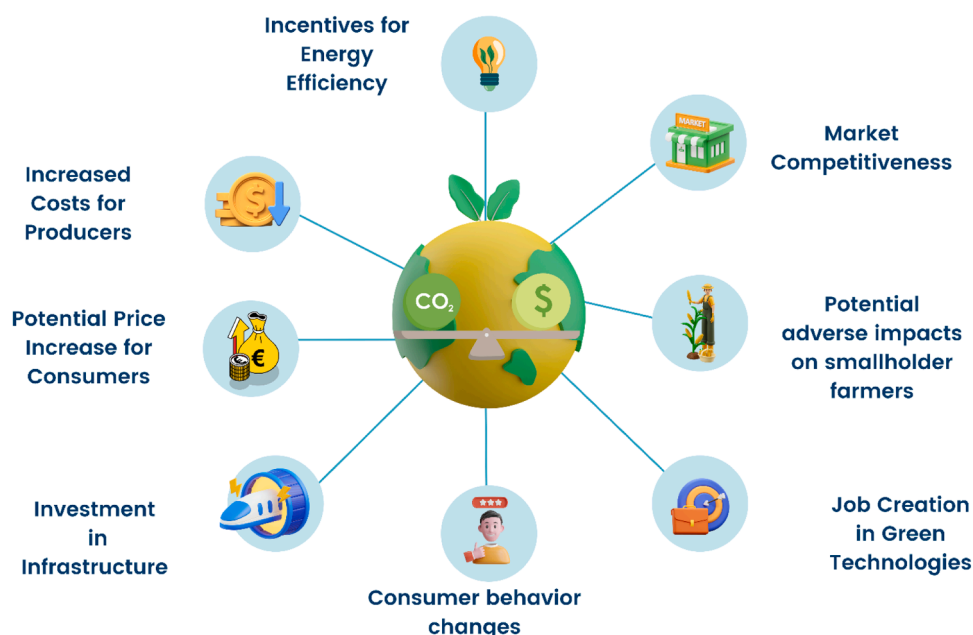 Incentives for
Energy
Efficiency
MARKET
Market
Competitiveness
Increased
Costs for
Producers
$
CO₂
$
Potential Price
Increase for
Consumers
€
Potential
adverse impacts
on smallholder
farmers
Investment
in
Infrastructure
Job Creation
in Green
Technologies
Consumer behavior
changes